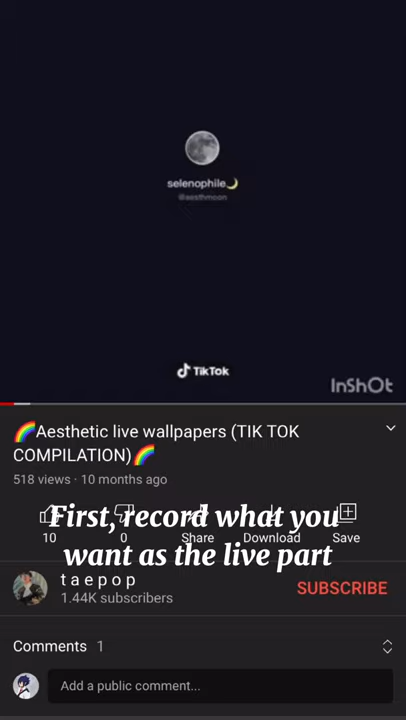 selenophile🌙
@aesthmoon
TikTok
InShOt
🌈Aesthetic live wallpapers (TIK TOK
COMPILATION)🌈
518 views · 10 months ago
First, record what you
want as the live part
10
0
Share
Download
Save
t a e p o p
1.44K subscribers
SUBSCRIBE
Comments 1
Add a public comment...